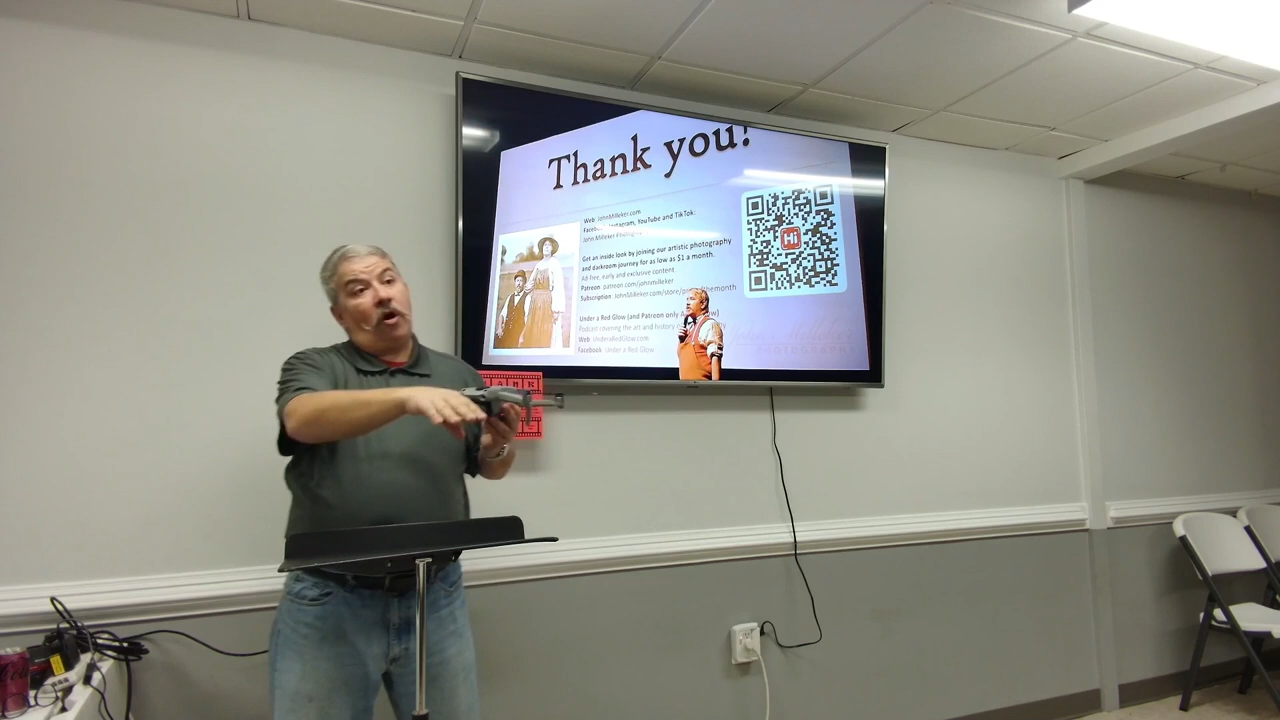 Thank you!
Web: JohnMilleker.com
Facebook, Instagram, YouTube and TikTok:
John Milleker Photography
Get an inside look by joining our artistic photography
and darkroom journey for as low as $1 a month.
Ad-free, early and exclusive content
Patreon: patreon.com/johnmilleker
Subscription: JohnMilleker.com/store/
themonth
Under a Red Glow (and Patreon only
Podcast covering the art and history
Web: UnderaRedGlow.com
Facebook: Under a Red Glow
Hi
PHOTOGRAPHY